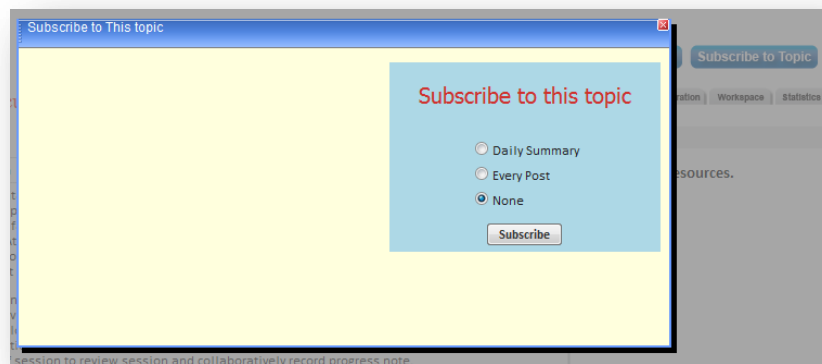 Subscribe to This topic
Subscribe to Topic
ration Workspace Statistics
Subscribe to this topic
Daily Summary
Every Post
esources.
None
Subscribe
session to review session and collaboratively record progress note